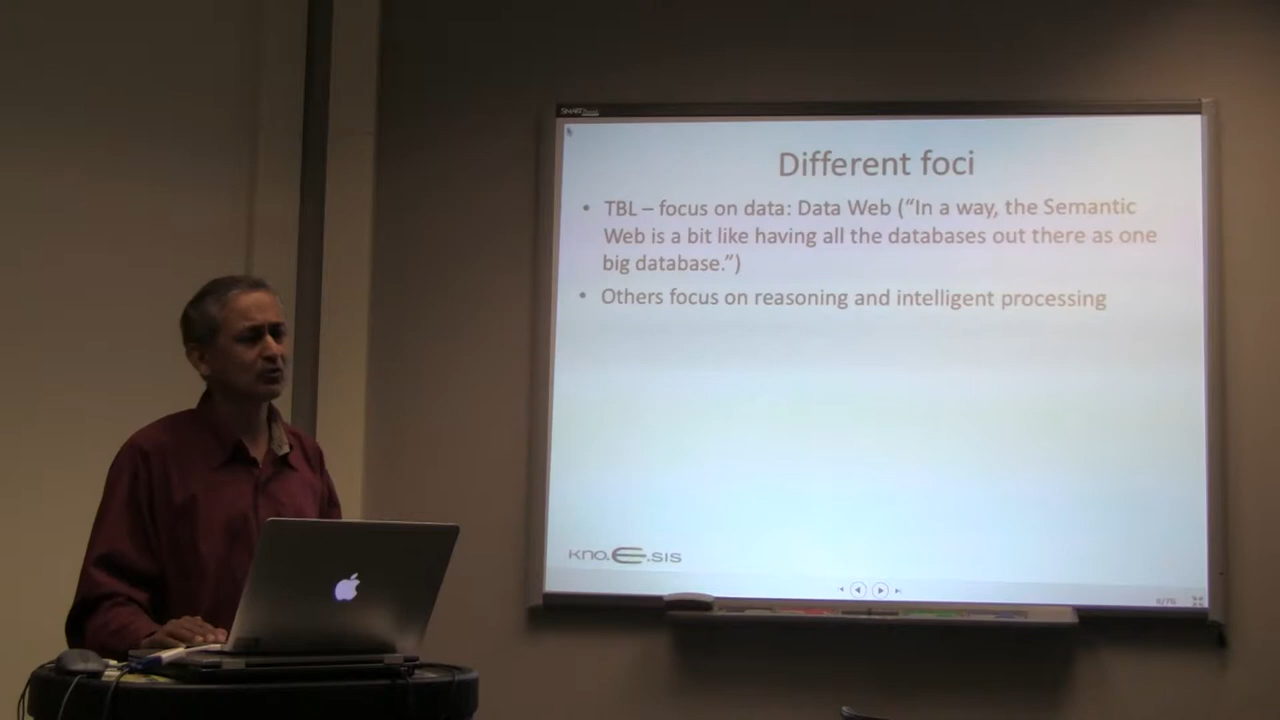 SMART
Different foci
• TBL – focus on data: Data Web (“In a way, the Semantic
Web is a bit like having all the databases out there as one
big database.”)
• Others focus on reasoning and intelligent processing
kno.e.sis